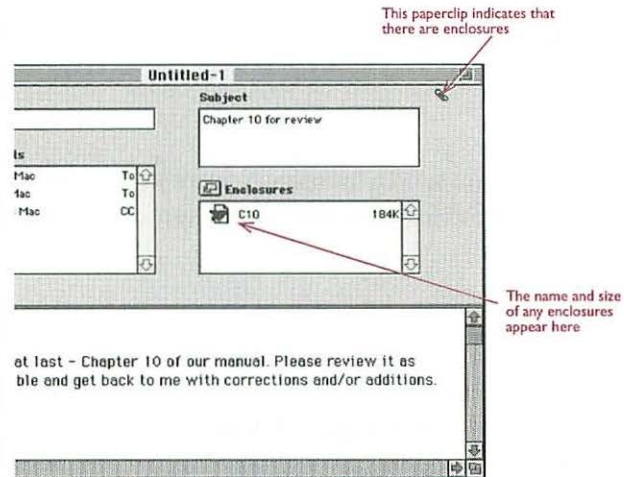 This paperclip indicates that
there are enclosures
Untitled-1
Subject
Chapter 10 for review
ls
Mac To
Mac To
Mac CC
Enclosures
C10 184K
The name and size
of any enclosures
appear here
at last - Chapter 10 of our manual. Please review it as
ble and get back to me with corrections and/or additions.